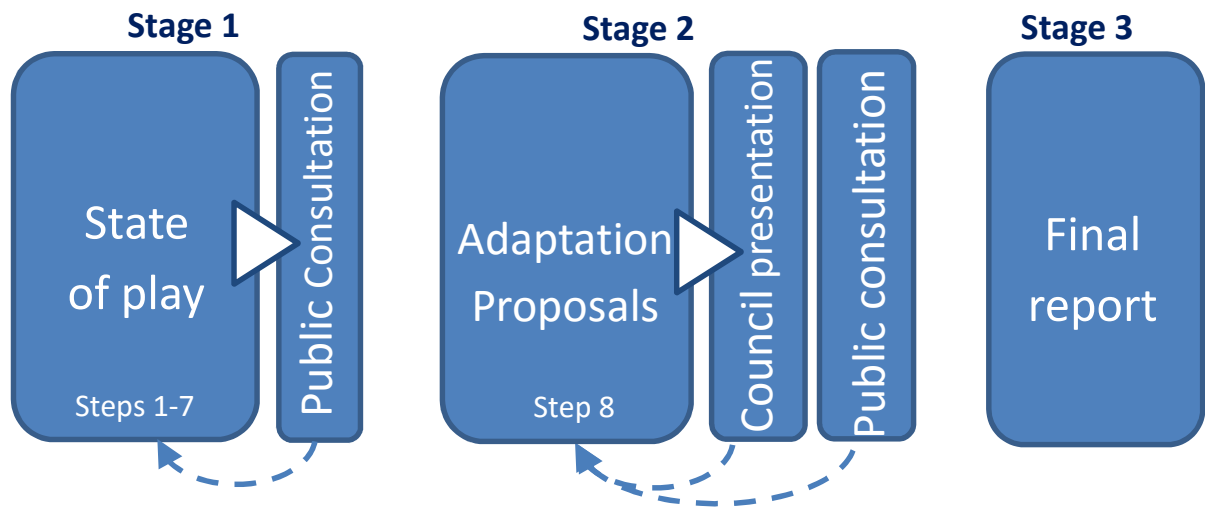 Stage 1
State
of play
Steps 1-7
Public Consultation
Stage 2
Adaptation
Proposals
Step 8
Council presentation
Public consultation
Stage 3
Final
report